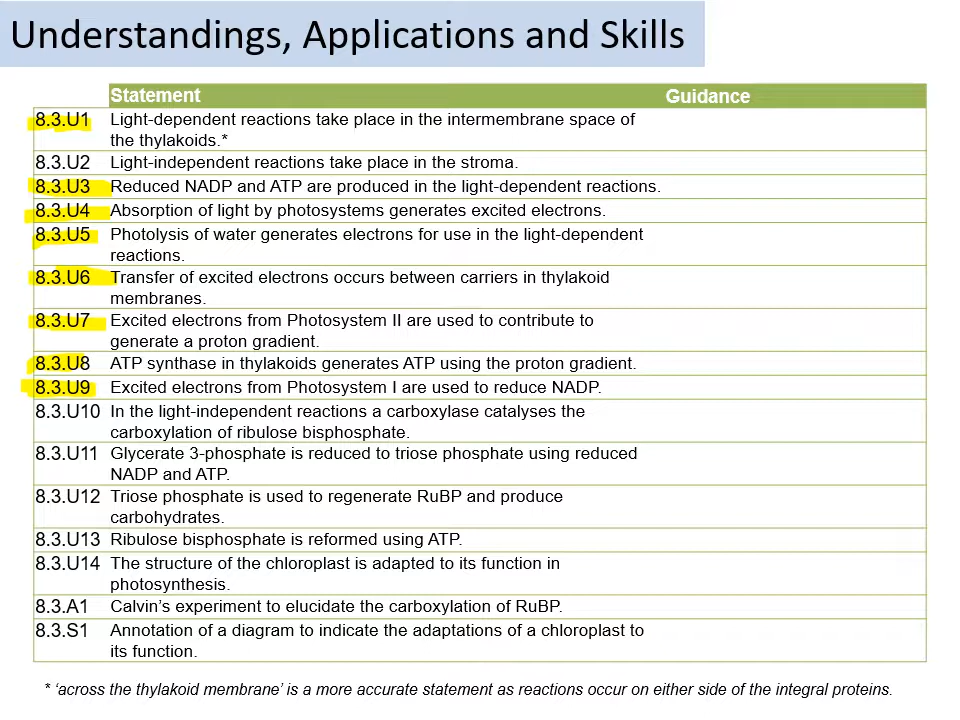 Understandings, Applications and Skills
Statement Guidance
8.3.U1 Light-dependent reactions take place in the intermembrane space of
the thylakoids.*
8.3.U2 Light-independent reactions take place in the stroma.
8.3.U3 Reduced NADP and ATP are produced in the light-dependent reactions.
8.3.U4 Absorption of light by photosystems generates excited electrons.
8.3.U5 Photolysis of water generates electrons for use in the light-dependent
reactions.
8.3.U6 Transfer of excited electrons occurs between carriers in thylakoid
membranes.
8.3.U7 Excited electrons from Photosystem II are used to contribute to
generate a proton gradient.
8.3.U8 ATP synthase in thylakoids generates ATP using the proton gradient.
8.3.U9 Excited electrons from Photosystem I are used to reduce NADP.
8.3.U10 In the light-independent reactions a carboxylase catalyses the
carboxylation of ribulose bisphosphate.
8.3.U11 Glycerate 3-phosphate is reduced to triose phosphate using reduced
NADP and ATP.
8.3.U12 Triose phosphate is used to regenerate RuBP and produce
carbohydrates.
8.3.U13 Ribulose bisphosphate is reformed using ATP.
8.3.U14 The structure of the chloroplast is adapted to its function in
photosynthesis.
8.3.A1 Calvin’s experiment to elucidate the carboxylation of RuBP.
8.3.S1 Annotation of a diagram to indicate the adaptations of a chloroplast to
its function.
* ‘across the thylakoid membrane’ is a more accurate statement as reactions occur on either side of the integral proteins.